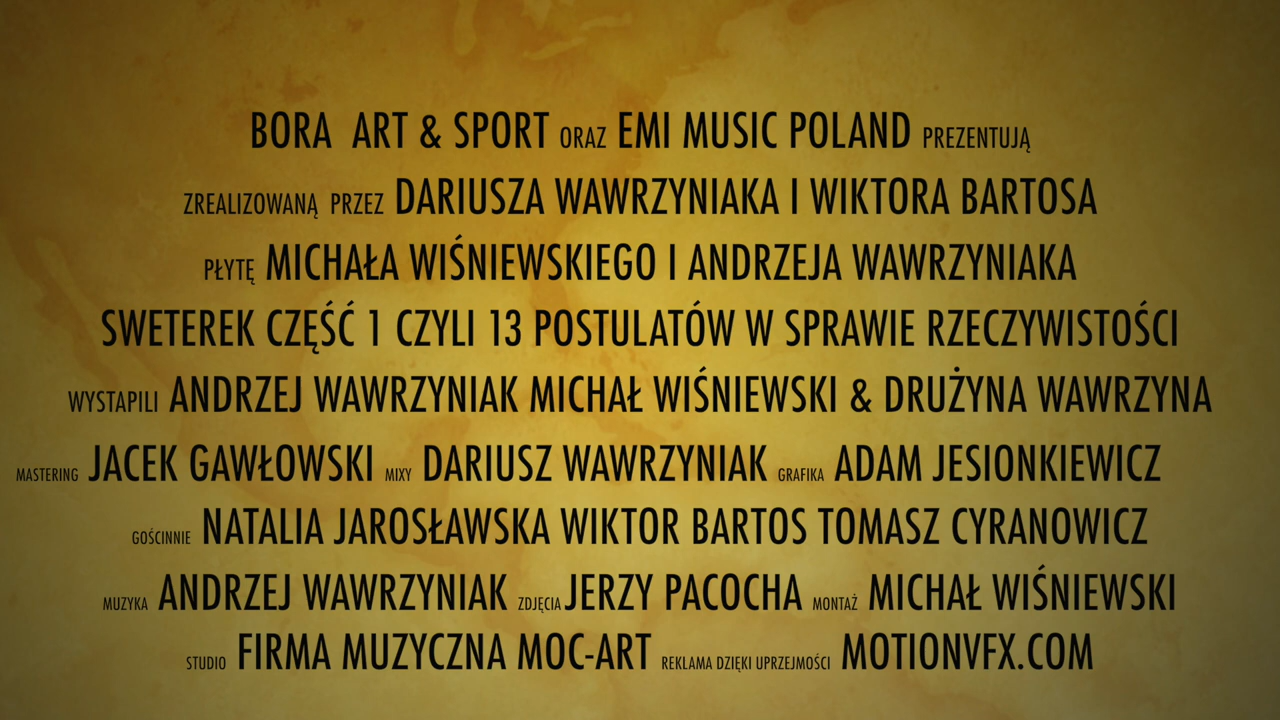 BORA ART & SPORT ORAZ EMI MUSIC POLAND PREZENTUJĄ
ZREALIZOWANĄ PRZEZ DARIUSZA WAWRZYNIAKA I WIKTORA BARTOSA
PŁYTĘ MICHAŁA WIŚNIEWSKIEGO I ANDRZEJA WAWRZYNIAKA
SWETEREK CZĘŚĆ 1 CZYLI 13 POSTULATÓW W SPRAWIE RZECZYWISTOŚCI
WYSTAPILI ANDRZEJ WAWRZYNIAK MICHAŁ WIŚNIEWSKI & DRUŻYNA WAWRZYNA
MASTERING JACEK GAWŁOWSKI MIXY DARIUSZ WAWRZYNIAK GRAFIKA ADAM JESIONKIEWICZ
GOŚCINNIE NATALIA JAROSŁAWSKA WIKTOR BARTOS TOMASZ CYRANOWICZ
MUZYKA ANDRZEJ WAWRZYNIAK ZDJĘCIA JERZY PACOCHA MONTAŻ MICHAŁ WIŚNIEWSKI
STUDIO FIRMA MUZYCZNA MOC-ART REKLAMA DZIĘKI UPRZEJMOŚCI MOTIONVFX.COM